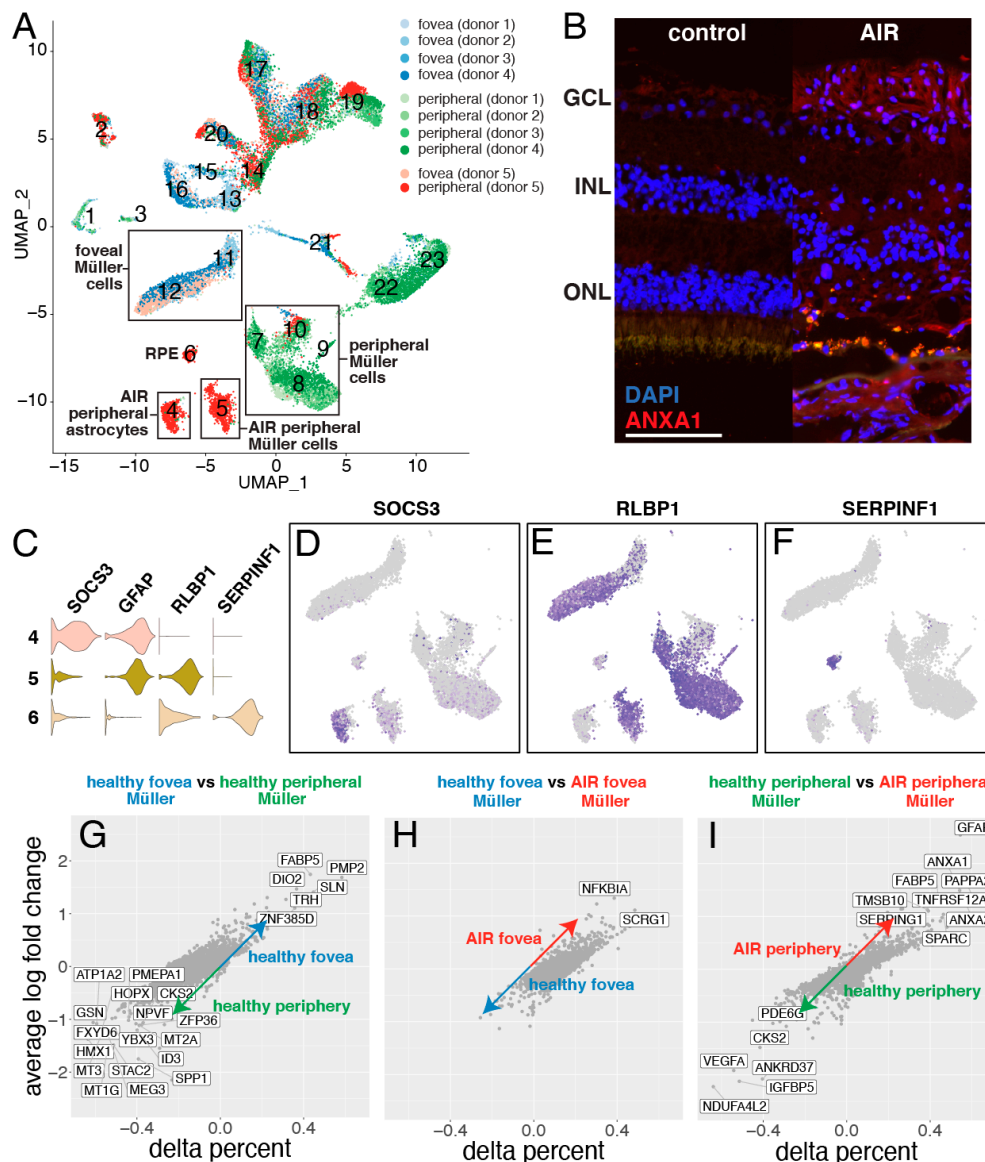 A
10
5
0
−5
−10
UMAP_2
−15
−10
−5
0
5
10
UMAP_1
fovea (donor 1)
fovea (donor 2)
fovea (donor 3)
fovea (donor 4)
peripheral (donor 1)
peripheral (donor 2)
peripheral (donor 3)
peripheral (donor 4)
fovea (donor 5)
peripheral (donor 5)
17
18
19
2
20
14
15
16
13
1
3
21
23
22
foveal
Müller
cells
11
12
7
10
9
8
peripheral
Müller
cells
RPE
6
AIR
peripheral
astrocytes
4
5
AIR peripheral
Müller cells
B
control
AIR
GCL
INL
ONL
DAPI
ANXA1
C
SOCS3
GFAP
RLBP1
SERPINF1
4
5
6
SOCS3
D
RLBP1
E
SERPINF1
F
healthy fovea vs healthy peripheral
Müller Müller
G
average log fold change
2
1
0
−1
−2
FABP5
PMP2
DIO2
SLN
TRH
ZNF385D
healthy fovea
ATP1A2
PMEPA1
HOPX
CKS2
healthy periphery
GSN
NPVF
ZFP36
FXYD6
YBX3
MT2A
HMX1
ID3
MT3
STAC2
SPP1
MT1G
MEG3
−0.4
0.0
0.4
delta percent
healthy fovea vs AIR fovea
Müller Müller
H
NFKBIA
SCRG1
AIR fovea
healthy fovea
−0.4
0.0
0.4
delta percent
healthy peripheral vs AIR periphera
Müller Müller
I
GFAP
ANXA1
FABP5
PAPPA2
TMSB10
TNFRSF12A
SERPING1
ANXA2
SPARC
AIR periphery
healthy periphery
PDE6G
CKS2
VEGFA
ANKRD37
IGFBP5
NDUFA4L2
−0.4
0.0
0.4
delta percent